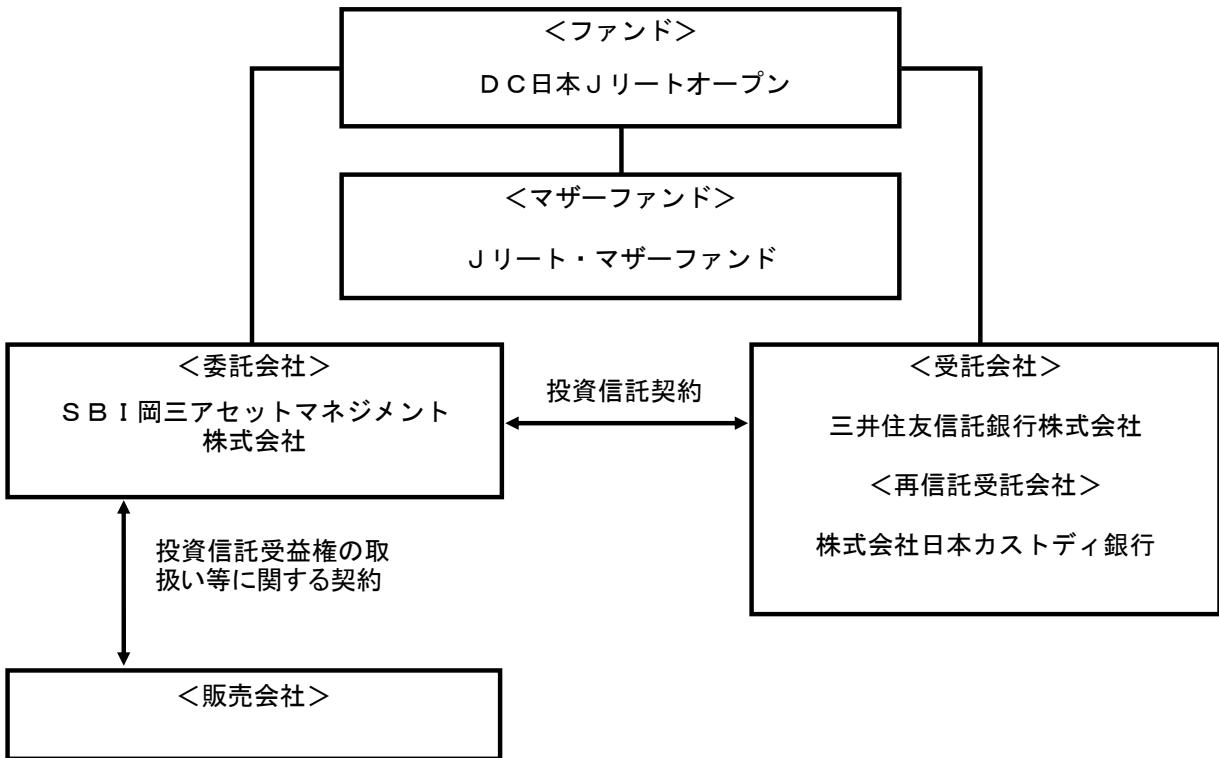 ＜ファンド＞
ＤＣ日本Ｊリートオープン
＜マザーファンド＞
Ｊリート・マザーファンド
＜委託会社＞
ＳＢＩ岡三アセットマネジメント
株式会社
投資信託契約
＜受託会社＞
三井住友信託銀行株式会社
＜再信託受託会社＞
株式会社日本カストディ銀行
投資信託受益権の取
扱い等に関する契約
＜販売会社＞